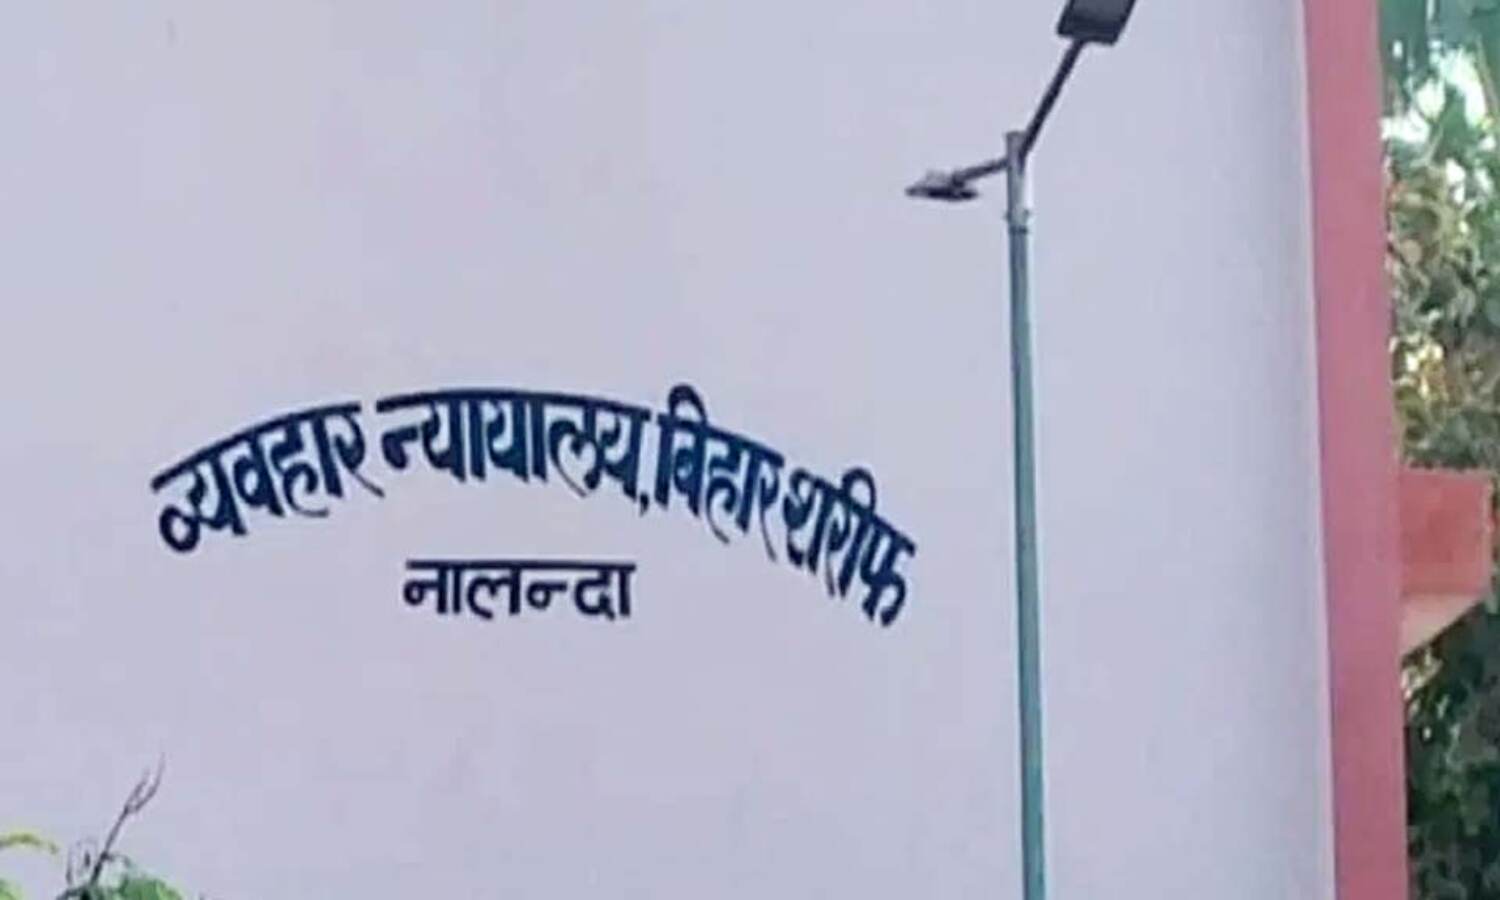 व्यवहार न्यायालय, बिहार शरीफ
नालन्दा